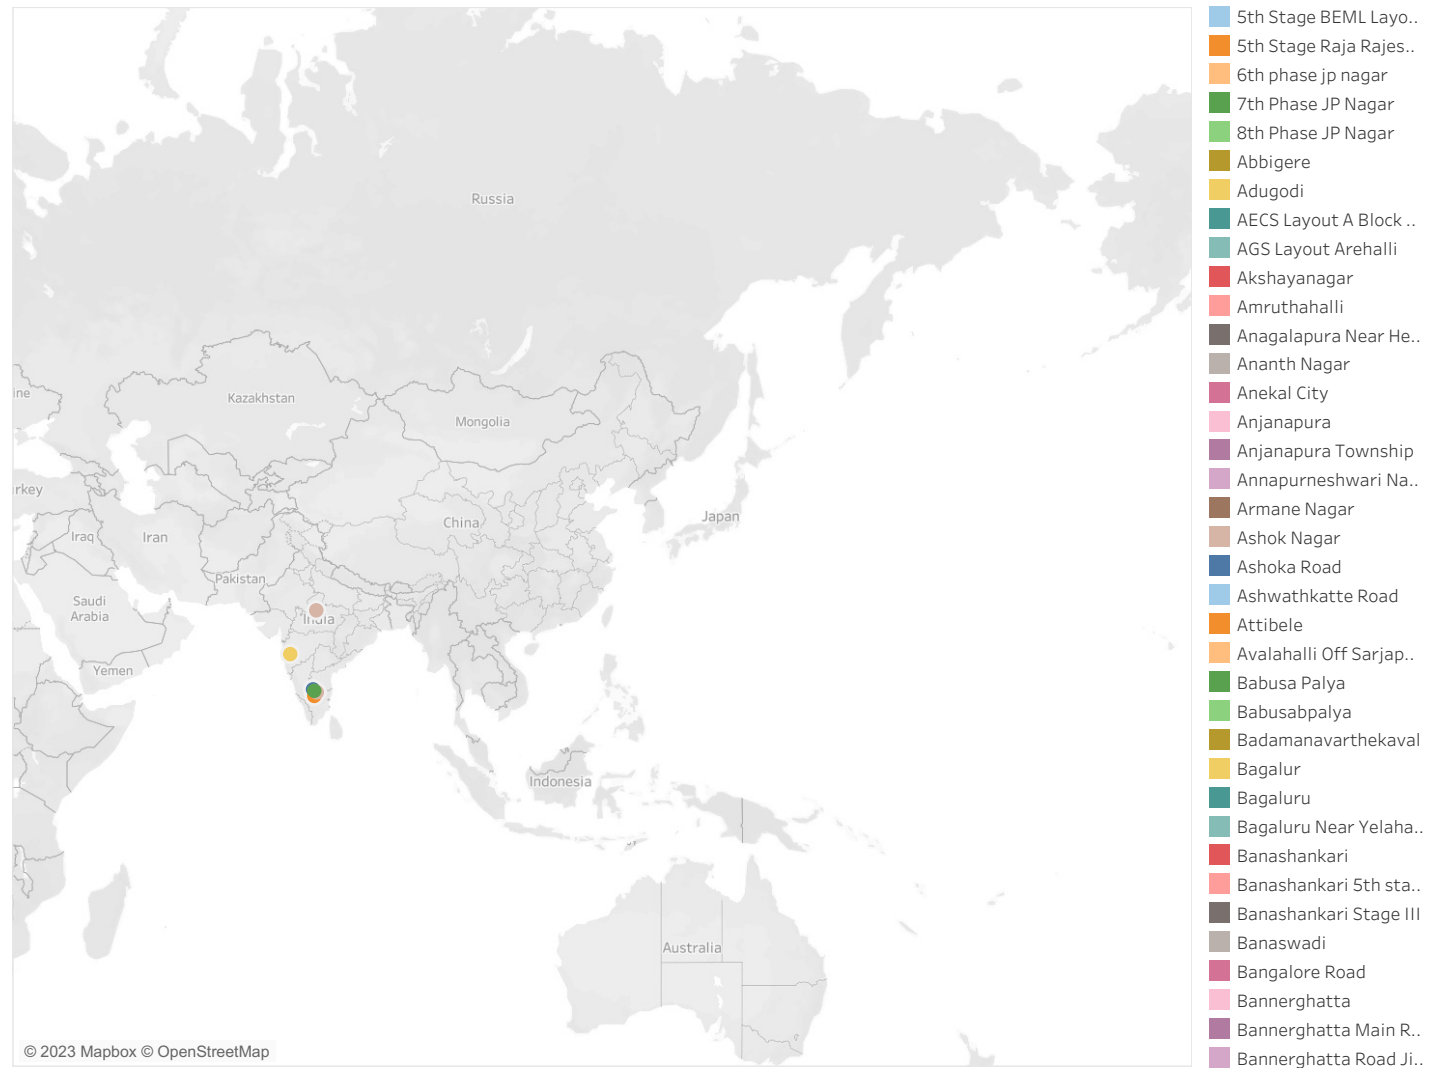 Russia
Kazakhstan
Mongolia
ine
rkey
China
Japan
Iraq
Iran
Pakistan
Saudi
Arabia
India
Yemen
Indonesia
Australia
© 2023 Mapbox © OpenStreetMap
5th Stage BEML Layo..
5th Stage Raja Rajes..
6th phase jp nagar
7th Phase JP Nagar
8th Phase JP Nagar
Abbigere
Adugodi
AECS Layout A Block ..
AGS Layout Arehalli
Akshayanagar
Amruthahalli
Anagalapura Near He..
Ananth Nagar
Anekal City
Anjanapura
Anjanapura Township
Annapurneshwari Na..
Armane Nagar
Ashok Nagar
Ashoka Road
Ashwathkatte Road
Attibele
Avalahalli Off Sarjap..
Babusa Palya
Babusabpalya
Badamanavarthekaval
Bagalur
Bagaluru
Bagaluru Near Yelaha..
Banashankari
Banashankari 5th sta..
Banashankari Stage III
Banaswadi
Bangalore Road
Bannerghatta
Bannerghatta Main R..
Bannerghatta Road Ji..